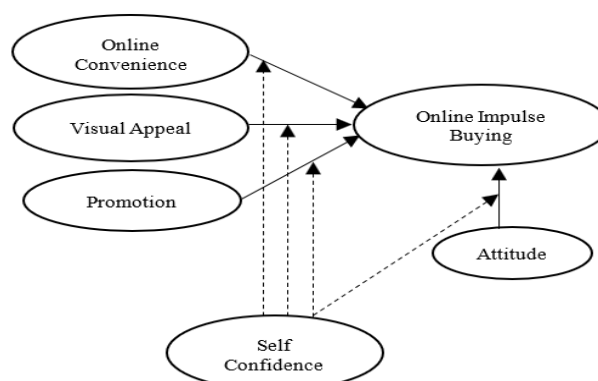 Online
Convenience
Visual Appeal
Promotion
Online Impulse
Buying
Attitude
Self
Confidence